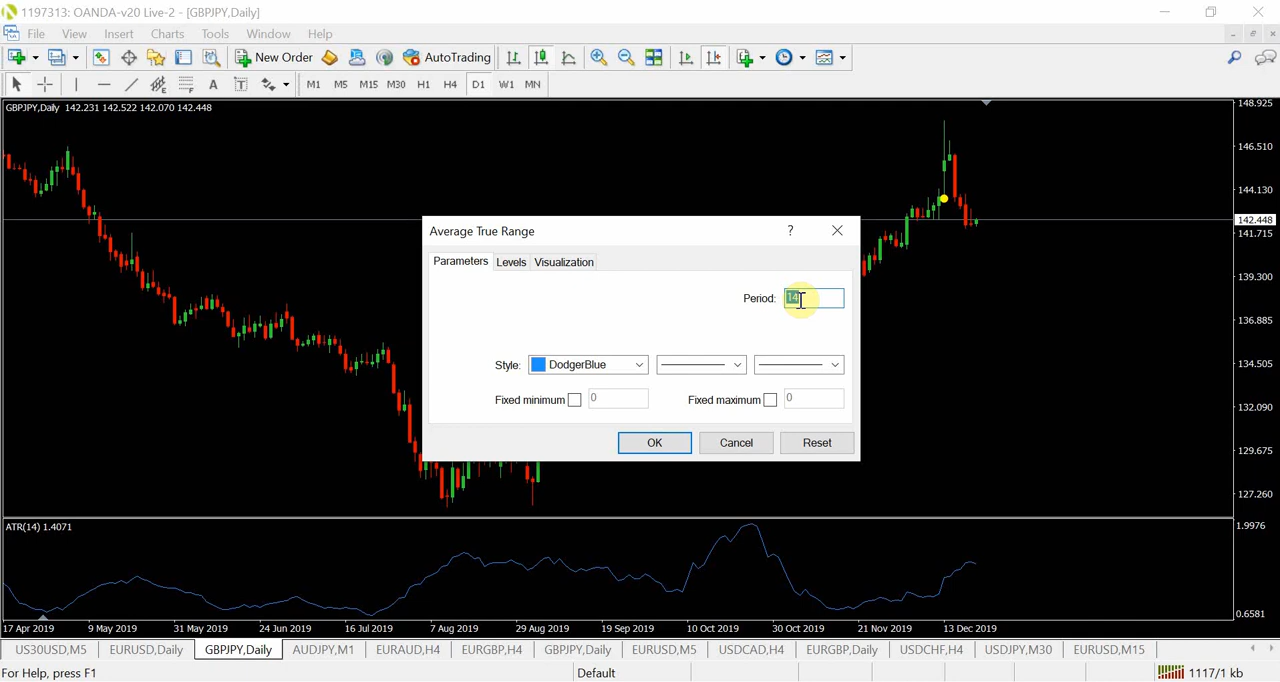 1197313: OANDA-v20 Live-2 - [GBPJPY,Daily]
File View Insert Charts Tools Window Help
New Order AutoTrading
A T M1 M5 M15 M30 H1 H4 D1 W1 MN
GBPJPY,Daily 142.231 142.522 142.070 142.448
148.925
146.510
144.130
142.448
141.715
139.300
136.885
134.505
132.090
129.675
127.260
Average True Range ?
Parameters Levels Visualization
Period: 14
Style: DodgerBlue
Fixed minimum 0 Fixed maximum 0
OK Cancel Reset
ATR(14) 1.4071
1.9976
0.6581
17 Apr 2019 9 May 2019 31 May 2019 24 Jun 2019 16 Jul 2019 7 Aug 2019 29 Aug 2019 19 Sep 2019 10 Oct 2019 30 Oct 2019 21 Nov 2019 13 Dec 2019
US30USD,M5 EURUSD,Daily GBPJPY,Daily AUDJPY,M1 EURAUD,H4 EURGBP,H4 GBPJPY,Daily EURUSD,M5 USDCAD,H4 EURGBP,Daily USDCHF,H4 USDJPY,M30 EURUSD,M15
For Help, press F1 Default 1117/1 kb